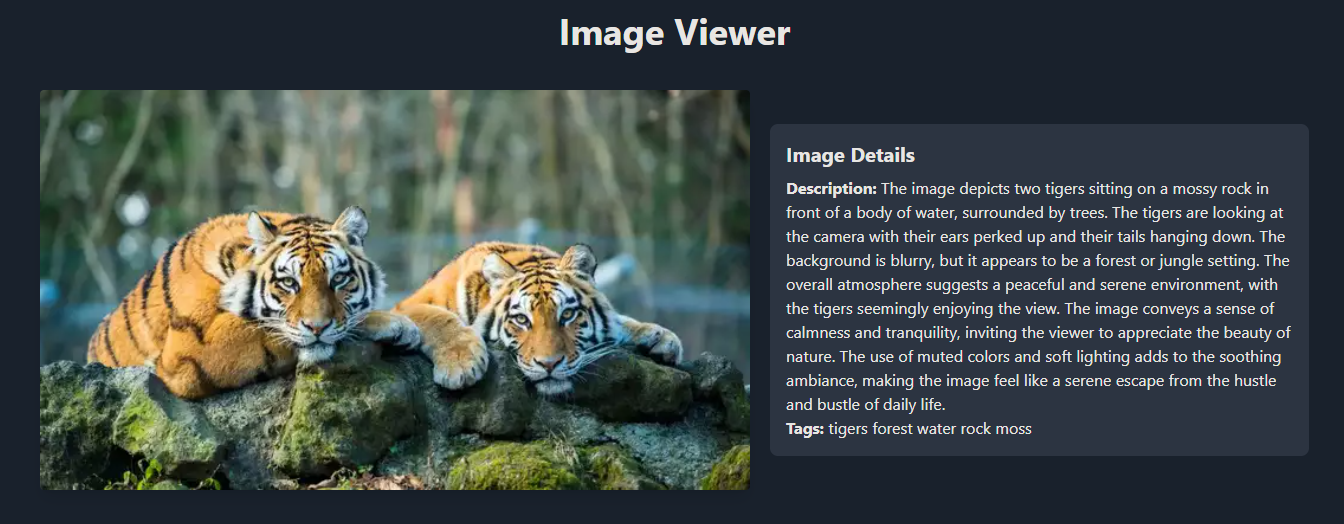 Image Viewer
Image Details
Description: The image depicts two tigers sitting on a mossy rock in
front of a body of water, surrounded by trees. The tigers are looking at
the camera with their ears perked up and their tails hanging down. The
background is blurry, but it appears to be a forest or jungle setting. The
overall atmosphere suggests a peaceful and serene environment, with
the tigers seemingly enjoying the view. The image conveys a sense of
calmness and tranquility, inviting the viewer to appreciate the beauty of
nature. The use of muted colors and soft lighting adds to the soothing
ambiance, making the image feel like a serene escape from the hustle
and bustle of daily life.
Tags: tigers forest water rock moss